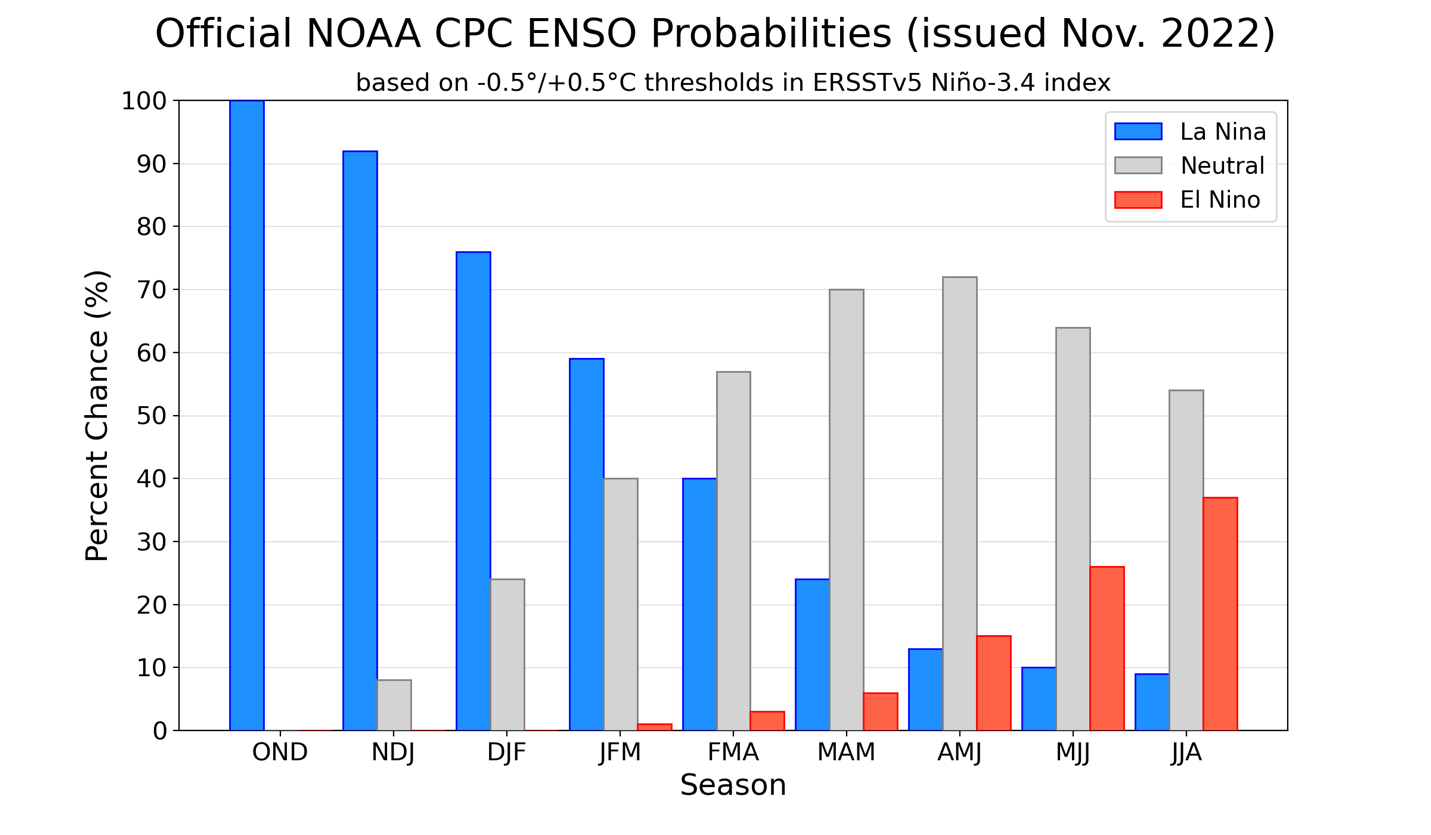 Official NOAA CPC ENSO Probabilities (issued Nov. 2022)
based on -0.5°/+0.5°C thresholds in ERSSTv5 Niño-3.4 index
La Nina
Neutral
El Nino
Percent Chance (%)
100
90
80
70
60
50
40
30
20
10
0
OND NDJ DJF JFM FMA MAM AMJ MJJ JJA
Season